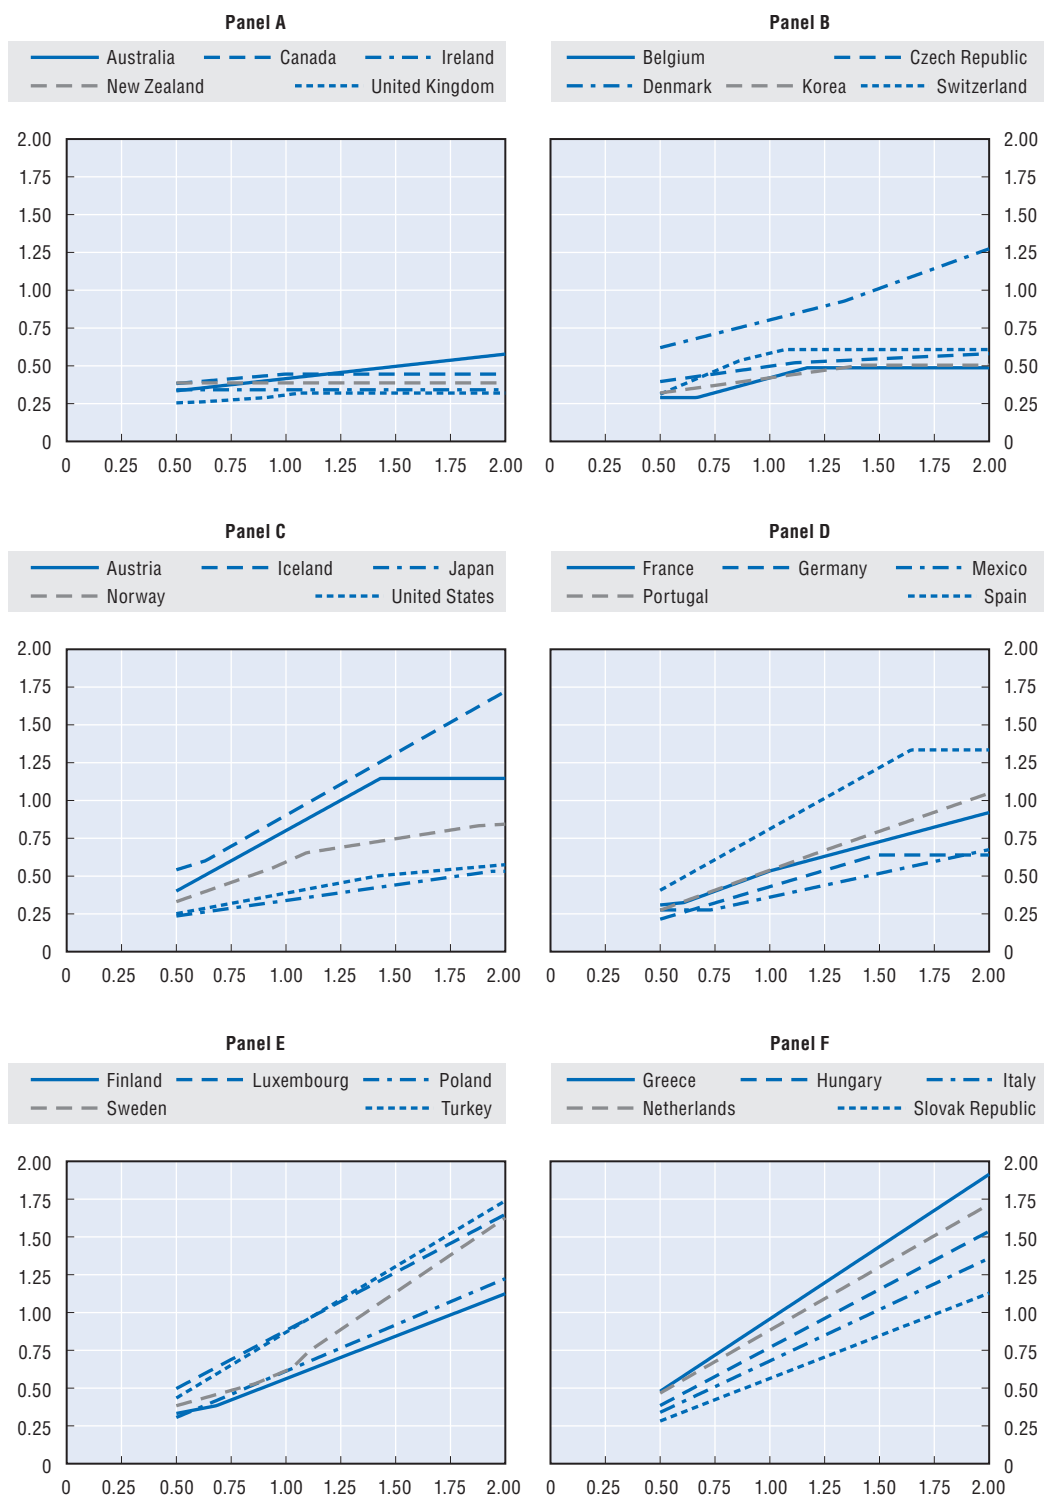 Panel A
Australia Canada Ireland
New Zealand United Kingdom
2.00
1.75
1.50
1.25
1.00
0.75
0.50
0.25
0
0 0.25 0.50 0.75 1.00 1.25 1.50 1.75 2.00
Panel B
Belgium Czech Republic
Denmark Korea Switzerland
2.00
1.75
1.50
1.25
1.00
0.75
0.50
0.25
0
0 0.25 0.50 0.75 1.00 1.25 1.50 1.75 2.00
Panel C
Austria Iceland Japan
Norway United States
2.00
1.75
1.50
1.25
1.00
0.75
0.50
0.25
0
0 0.25 0.50 0.75 1.00 1.25 1.50 1.75 2.00
Panel D
France Germany Mexico
Portugal Spain
2.00
1.75
1.50
1.25
1.00
0.75
0.50
0.25
0
0 0.25 0.50 0.75 1.00 1.25 1.50 1.75 2.00
Panel E
Finland Luxembourg Poland
Sweden Turkey
2.00
1.75
1.50
1.25
1.00
0.75
0.50
0.25
0
0 0.25 0.50 0.75 1.00 1.25 1.50 1.75 2.00
Panel F
Greece Hungary Italy
Netherlands Slovak Republic
2.00
1.75
1.50
1.25
1.00
0.75
0.50
0.25
0
0 0.25 0.50 0.75 1.00 1.25 1.50 1.75 2.00